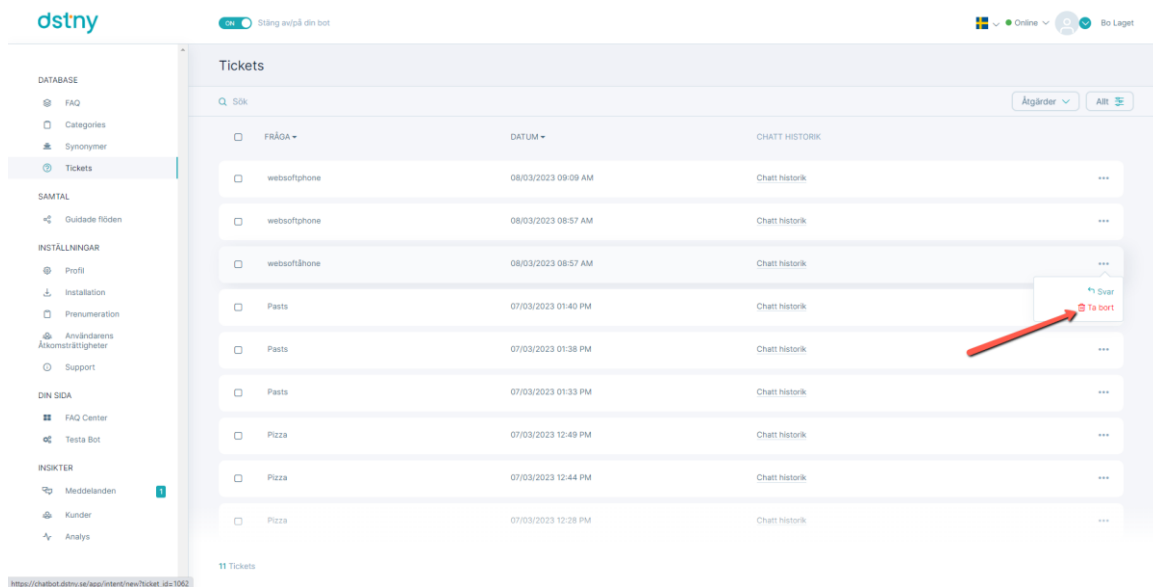 dstny
ON Stäng av/på din bot
Online
Bo Laget
DATABASE
FAQ
Categories
Synonymer
Tickets
SAMTAL
Guidade flöden
INSTÄLLNINGAR
Profil
Installation
Prenumeration
Användarens
Åtkomsträttigheter
Support
DIN SIDA
FAQ Center
Testa Bot
INSIKTER
Meddelanden 1
Kunder
Analys
Tickets
Sök
Åtgärder
Allt
FRÅGA DATUM CHATT HISTORIK
websoftphone 08/03/2023 09:09 AM Chatt historik
websoftphone 08/03/2023 08:57 AM Chatt historik
websoftåhone 08/03/2023 08:57 AM Chatt historik
Svar
Ta bort
Pasts 07/03/2023 01:40 PM Chatt historik
Pasts 07/03/2023 01:38 PM Chatt historik
Pasts 07/03/2023 01:33 PM Chatt historik
Pizza 07/03/2023 12:49 PM Chatt historik
Pizza 07/03/2023 12:44 PM Chatt historik
Pizza 07/03/2023 12:28 PM Chatt historik
11 Tickets
https://chatbot.dstny.se/app/intent/new?ticket_id=1062